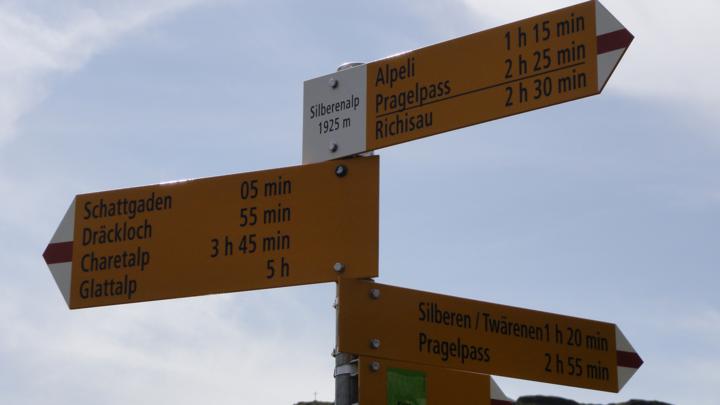 Silberenalp
1925 m
Alpeli 1 h 15 min
Pragelpass 2 h 25 min
Richisau 2 h 30 min
Schattgaden 05 min
Dräckloch 55 min
Charetalp 3 h 45 min
Glattalp 5 h
Silberen / Twärenen 1 h 20 min
Pragelpass 2 h 55 min